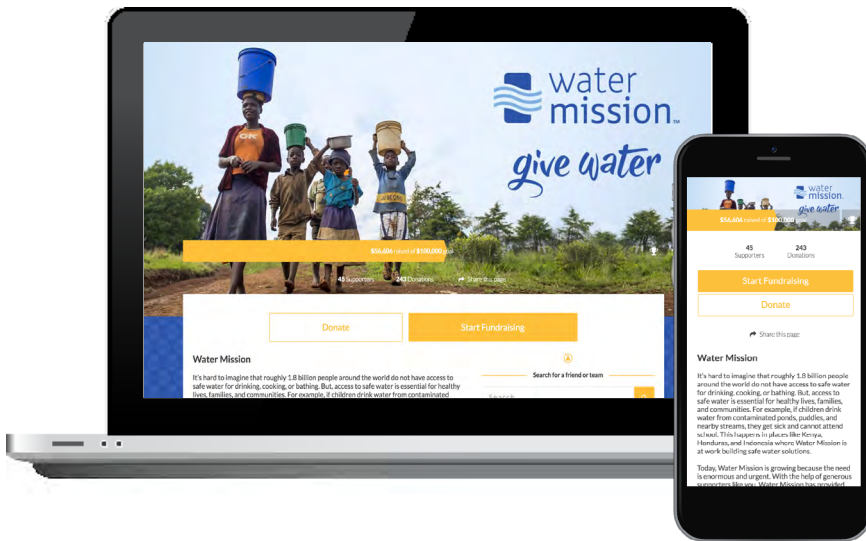 water
mission™
give water
OK
$56,606 raised of $100,000 goal
45 Supporters 243 Donations Share this page
Donate
Start Fundraising
Water Mission
It's hard to imagine that roughly 1.8 billion people around the world do not have access to
safe water for drinking, cooking, or bathing. But, access to safe water is essential for healthy
lives, families, and communities. For example, if children drink water from contaminated
Search for a friend or team
Search
water
mission.
give water
$56,606 raised of $100,000 goal
45
Supporters
243
Donations
Start Fundraising
Donate
Share this page
Water Mission
It's hard to imagine that roughly 1.8 billion people
around the world do not have access to safe water
for drinking, cooking, or bathing. But, access to
safe water is essential for healthy lives, families,
and communities. For example, if children drink
water from contaminated ponds, puddles, and
nearby streams, they get sick and cannot attend
school. This happens in places like Kenya,
Honduras, and Indonesia where Water Mission is
at work building safe water solutions.
Today, Water Mission is growing because the need
is enormous and urgent. With the help of generous
supporters like you, Water Mission has provided